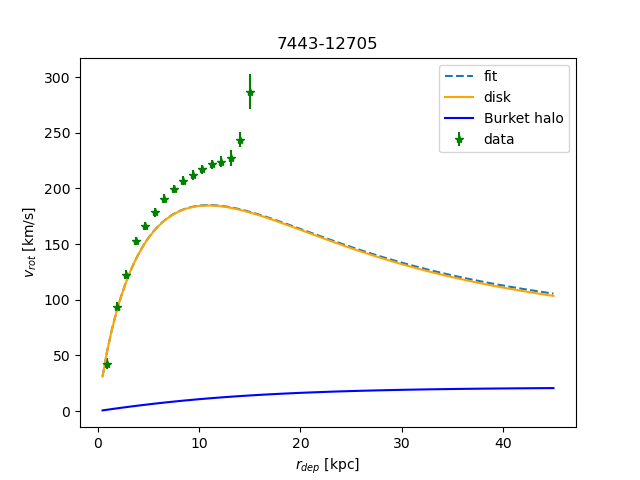 7443-12705
300
250
200
150
100
50
0
v_rot [km/s]
0 10 20 30 40
r_dep [kpc]
fit
disk
Burket halo
data